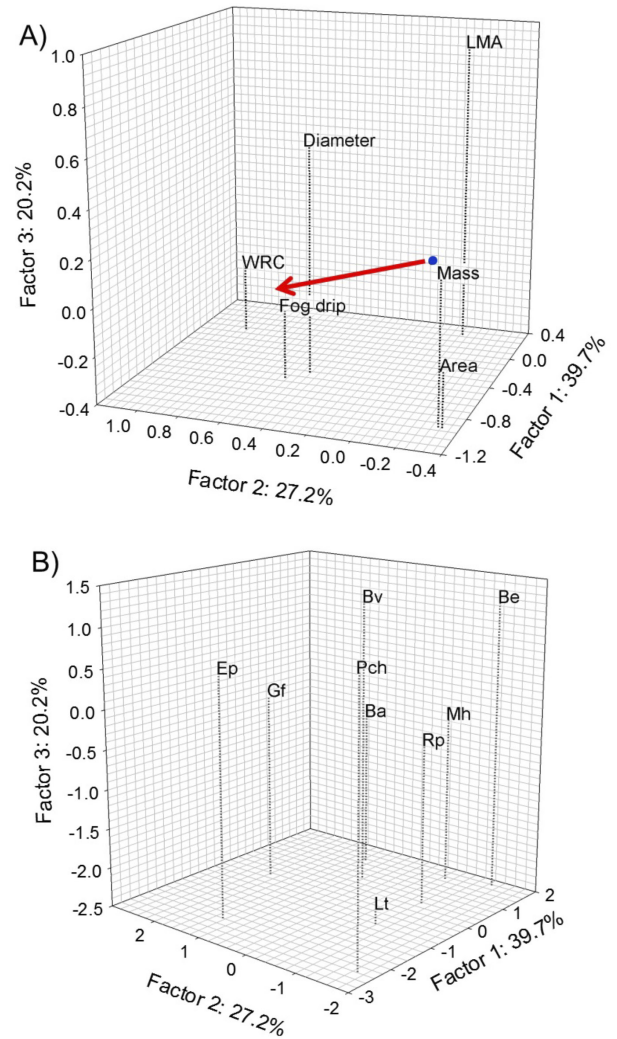 A)
LMA
1.0
0.8
Diameter
0.6
0.4
WRC
0.2
Mass
Fog drip
0.0
0.4
0.0
Area
-0.2
-0.4
-0.4
-0.8
1.0 0.8 0.6 0.4 0.2 0.0 -0.2 -0.4
-1.2
Factor 3: 20.2%
Factor 2: 27.2%
Factor 1: 39.7%
B)
1.5
Bv
Be
1.0
Ep
Pch
0.5
Gf
Ba
Mh
0.0
Rp
-0.5
-1.0
-1.5
-2.0
Lt
-2.5
2
1
0
-1
-2
-3
2 1 0 -1 -2
Factor 3: 20.2%
Factor 2: 27.2%
Factor 1: 39.7%